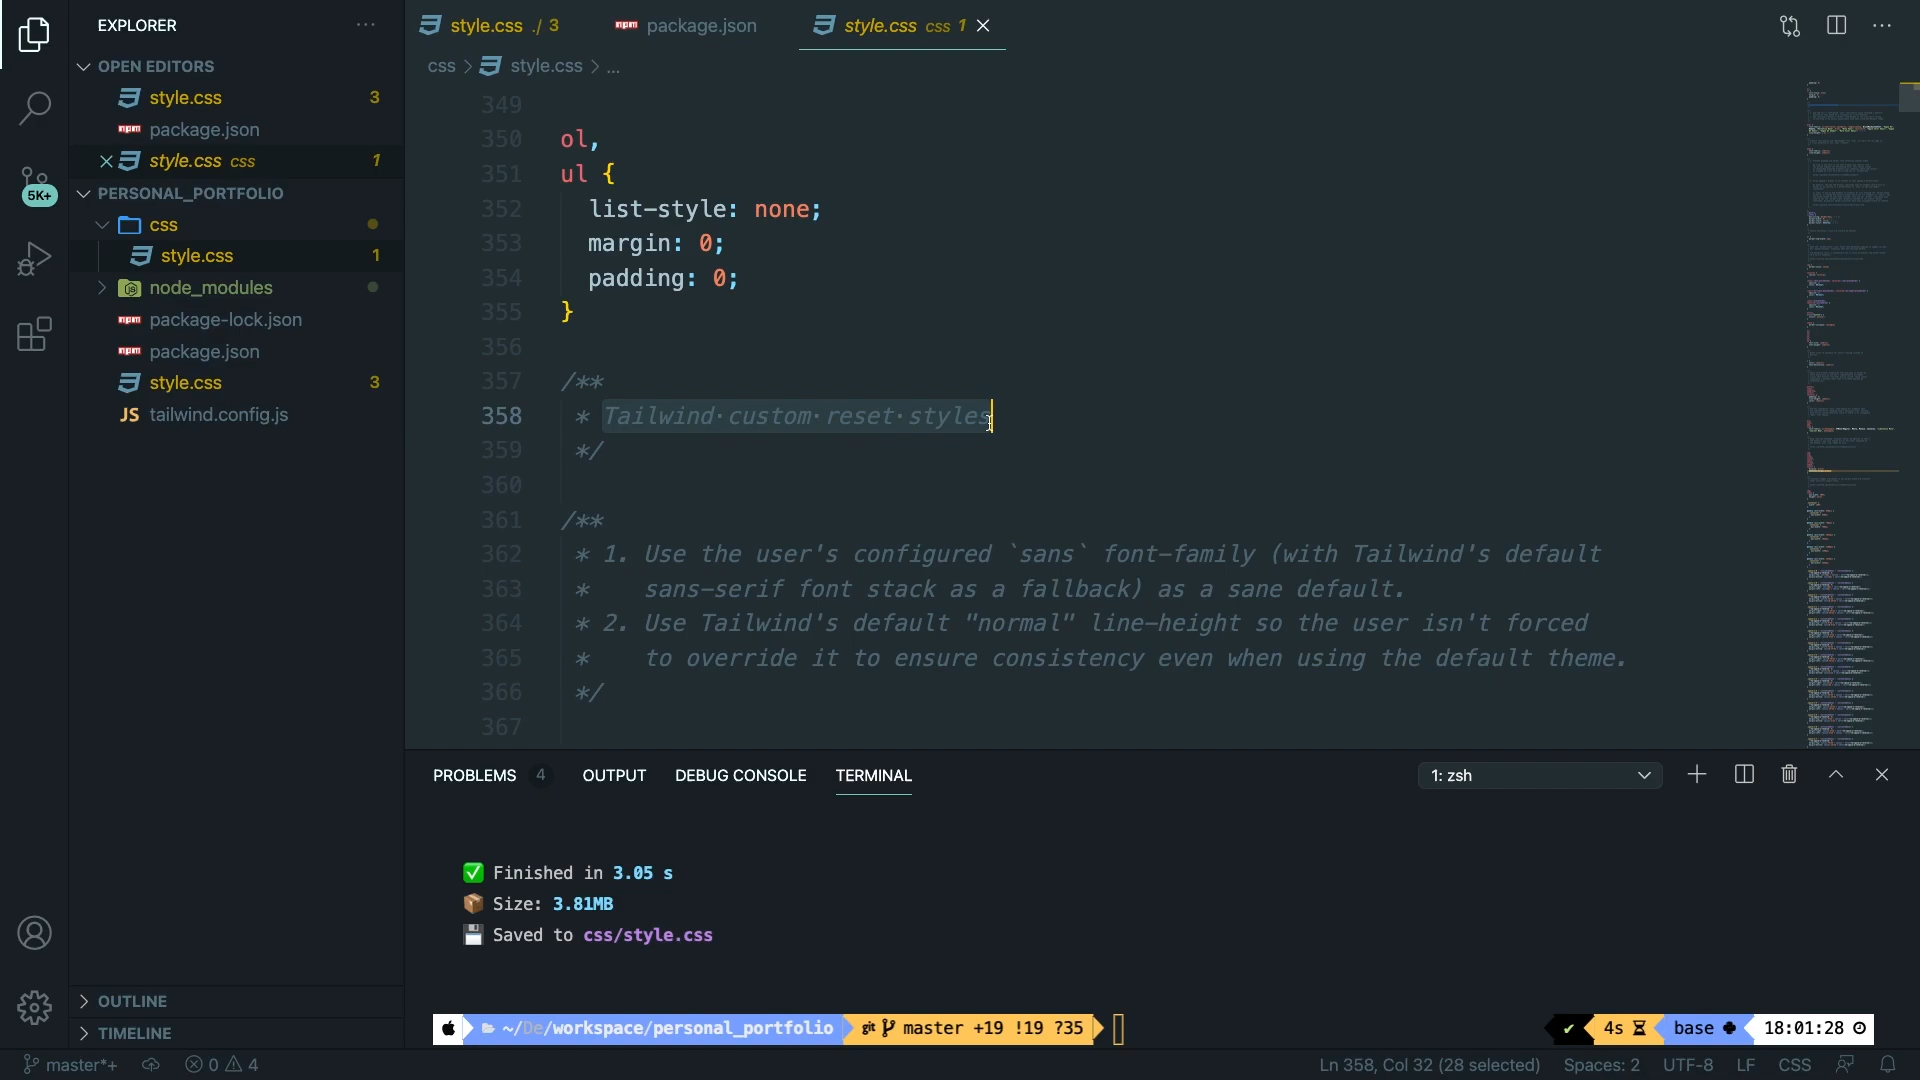 EXPLORER
OPEN EDITORS
style.css 3
package.json
style.css css 1
5K+
PERSONAL_PORTFOLIO
css
style.css 1
node_modules
package-lock.json
package.json
style.css 3
JS tailwind.config.js
OUTLINE
TIMELINE
style.css ./ 3
package.json
style.css css 1
css > style.css > ...
349
350 ol,
351 ul {
352 list-style: none;
353 margin: 0;
354 padding: 0;
355 }
356
357 /**
358 * Tailwind·custom·reset·styles
359 */
360
361 /**
362 * 1. Use the user's configured `sans` font-family (with Tailwind's default
363 * sans-serif font stack as a fallback) as a sane default.
364 * 2. Use Tailwind's default "normal" line-height so the user isn't forced
365 * to override it to ensure consistency even when using the default theme.
366 */
367
PROBLEMS 4 OUTPUT DEBUG CONSOLE TERMINAL 1: zsh
Finished in 3.05 s
Size: 3.81MB
Saved to css/style.css
~/De/workspace/personal_portfolio git master +19 !19 ?35 4s base 18:01:28
master*+ 0 4 Ln 358, Col 32 (28 selected) Spaces: 2 UTF-8 LF CSS